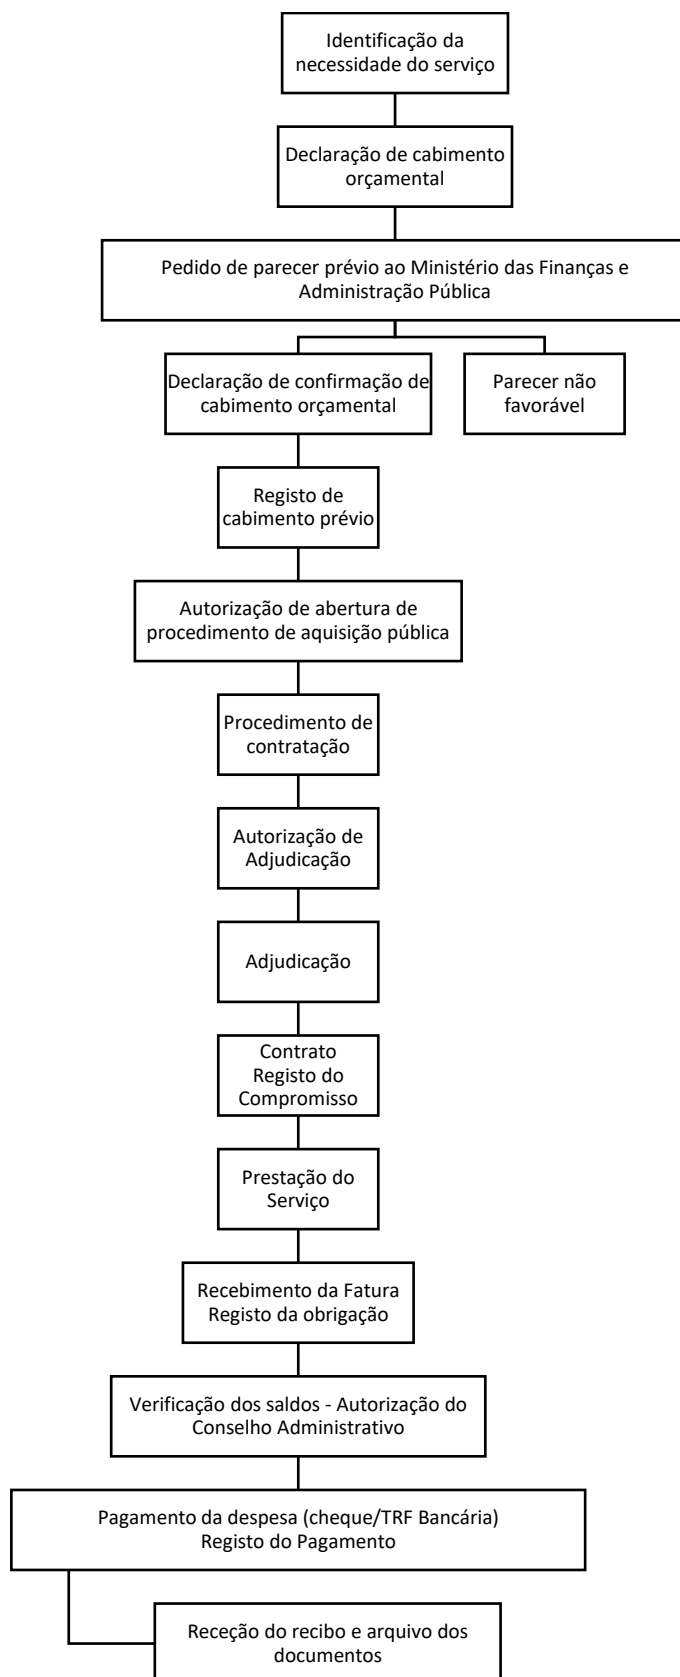 Identificação da
necessidade do serviço
Declaração de cabimento
orçamental
Pedido de parecer prévio ao Ministério das Finanças e
Administração Pública
Declaração de confirmação de
cabimento orçamental
Parecer não
favorável
Registo de
cabimento prévio
Autorização de abertura de
procedimento de aquisição pública
Procedimento de
contratação
Autorização de
Adjudicação
Adjudicação
Contrato
Registo do
Compromisso
Prestação do
Serviço
Recebimento da Fatura
Registo da obrigação
Verificação dos saldos - Autorização do
Conselho Administrativo
Pagamento da despesa (cheque/TRF Bancária)
Registo do Pagamento
Receção do recibo e arquivo dos
documentos